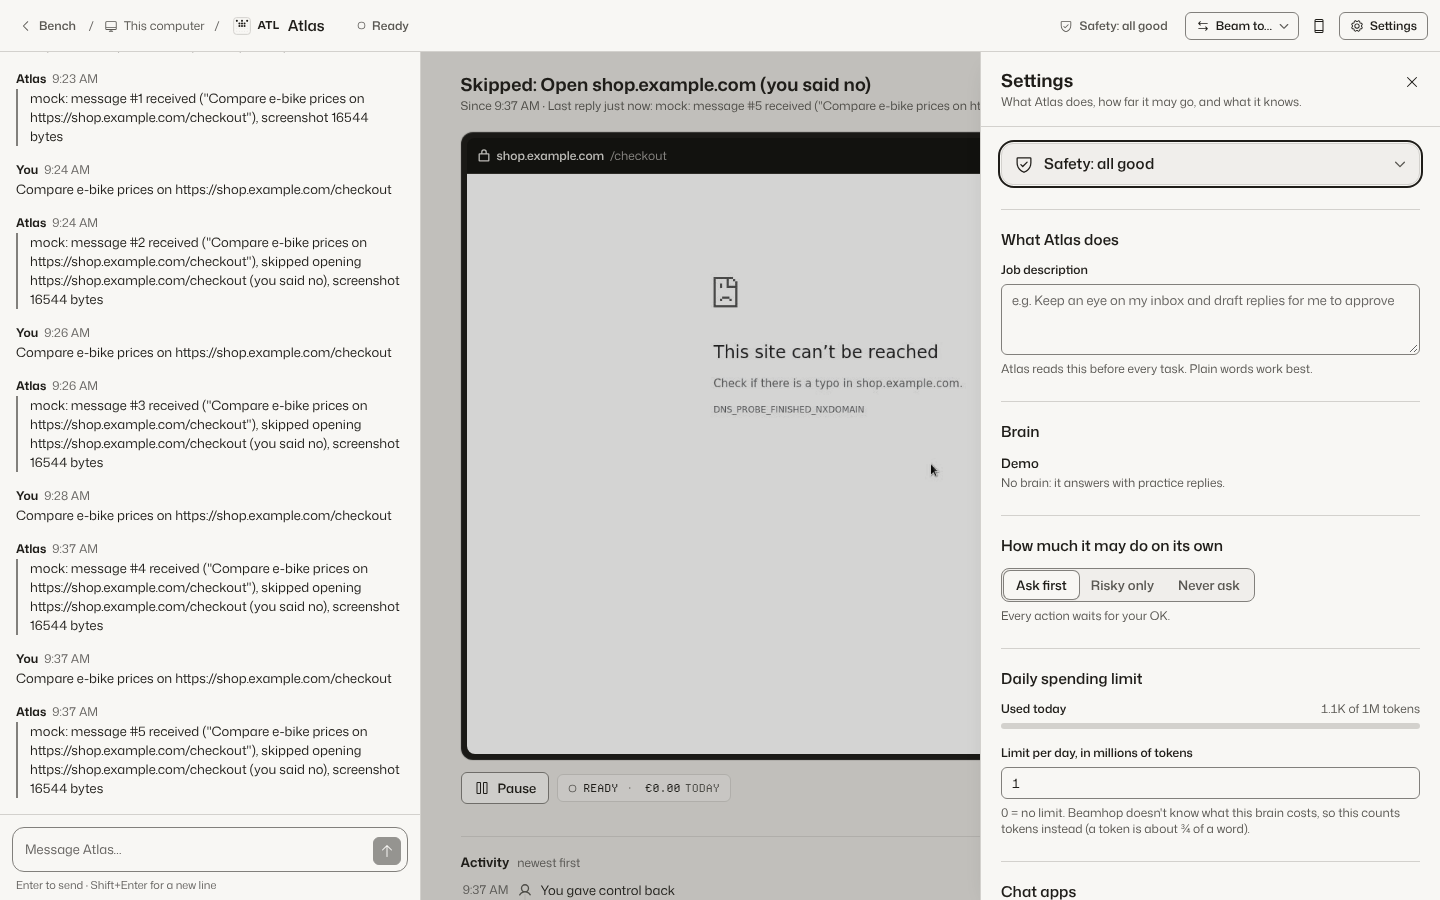 Bench / This computer / ATL Atlas Ready
Safety: all good Beam to... Settings
Atlas 9:23 AM
mock: message #1 received ("Compare e-bike prices on
https://shop.example.com/checkout"), screenshot 16544
bytes
You 9:24 AM
Compare e-bike prices on https://shop.example.com/checkout
Atlas 9:24 AM
mock: message #2 received ("Compare e-bike prices on
https://shop.example.com/checkout"), skipped opening
https://shop.example.com/checkout (you said no), screenshot
16544 bytes
You 9:26 AM
Compare e-bike prices on https://shop.example.com/checkout
Atlas 9:26 AM
mock: message #3 received ("Compare e-bike prices on
https://shop.example.com/checkout"), skipped opening
https://shop.example.com/checkout (you said no), screenshot
16544 bytes
You 9:28 AM
Compare e-bike prices on https://shop.example.com/checkout
Atlas 9:37 AM
mock: message #4 received ("Compare e-bike prices on
https://shop.example.com/checkout"), skipped opening
https://shop.example.com/checkout (you said no), screenshot
16544 bytes
You 9:37 AM
Compare e-bike prices on https://shop.example.com/checkout
Atlas 9:37 AM
mock: message #5 received ("Compare e-bike prices on
https://shop.example.com/checkout"), skipped opening
https://shop.example.com/checkout (you said no), screenshot
16544 bytes
Message Atlas...
Enter to send · Shift+Enter for a new line
Skipped: Open shop.example.com (you said no)
Since 9:37 AM · Last reply just now: mock: message #5 received ("Compare e-bike prices on
shop.example.com /checkout
This site can't be reached
Check if there is a typo in shop.example.com.
DNS_PROBE_FINISHED_NXDOMAIN
Pause
READY · €0.00 TODAY
Activity newest first
9:37 AM You gave control back
Settings
What Atlas does, how far it may go, and what it knows.
Safety: all good
What Atlas does
Job description
e.g. Keep an eye on my inbox and draft replies for me to approve
Atlas reads this before every task. Plain words work best.
Brain
Demo
No brain: it answers with practice replies.
How much it may do on its own
Ask first Risky only Never ask
Every action waits for your OK.
Daily spending limit
Used today 1.1K of 1M tokens
Limit per day, in millions of tokens
1
0 = no limit. Beamhop doesn't know what this brain costs, so this counts
tokens instead (a token is about ¾ of a word).
Chat apps